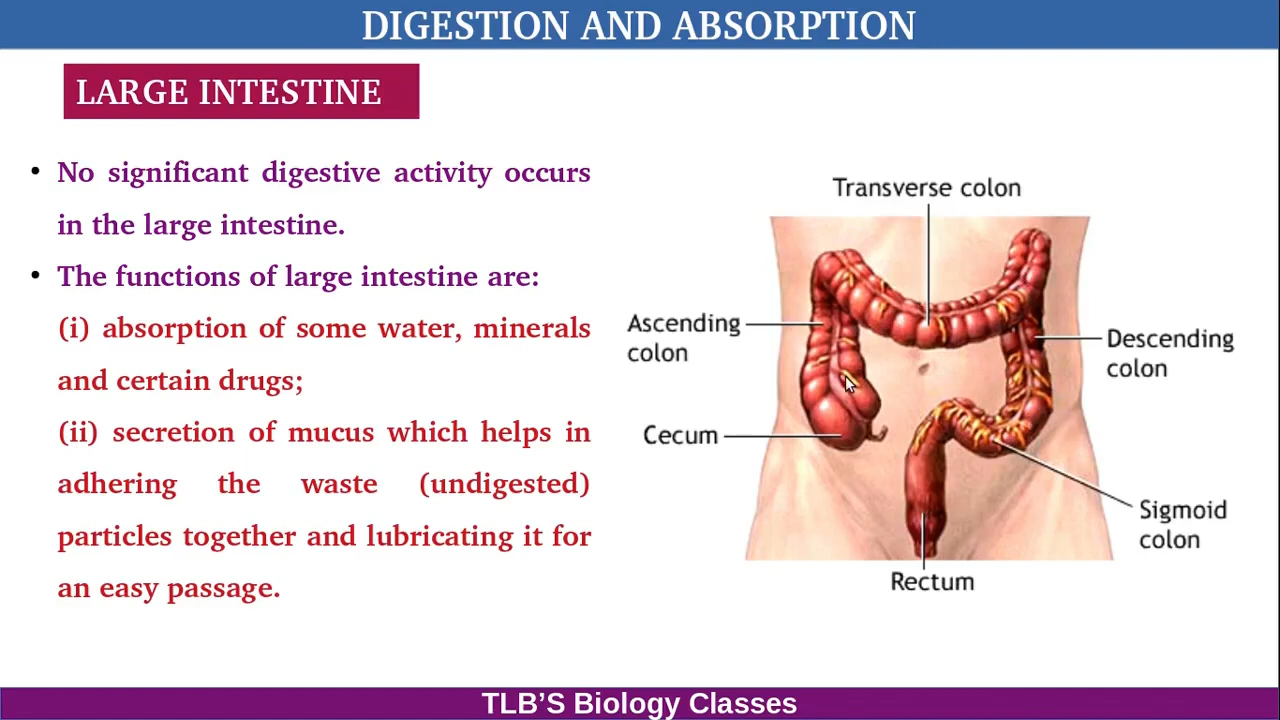 DIGESTION AND ABSORPTION
LARGE INTESTINE
• No significant digestive activity occurs
in the large intestine.
• The functions of large intestine are:
(i) absorption of some water, minerals
and certain drugs;
(ii) secretion of mucus which helps in
adhering the waste (undigested)
particles together and lubricating it for
an easy passage.
Transverse colon
Ascending
colon
Descending
colon
Cecum
Sigmoid
colon
Rectum
TLB’S Biology Classes